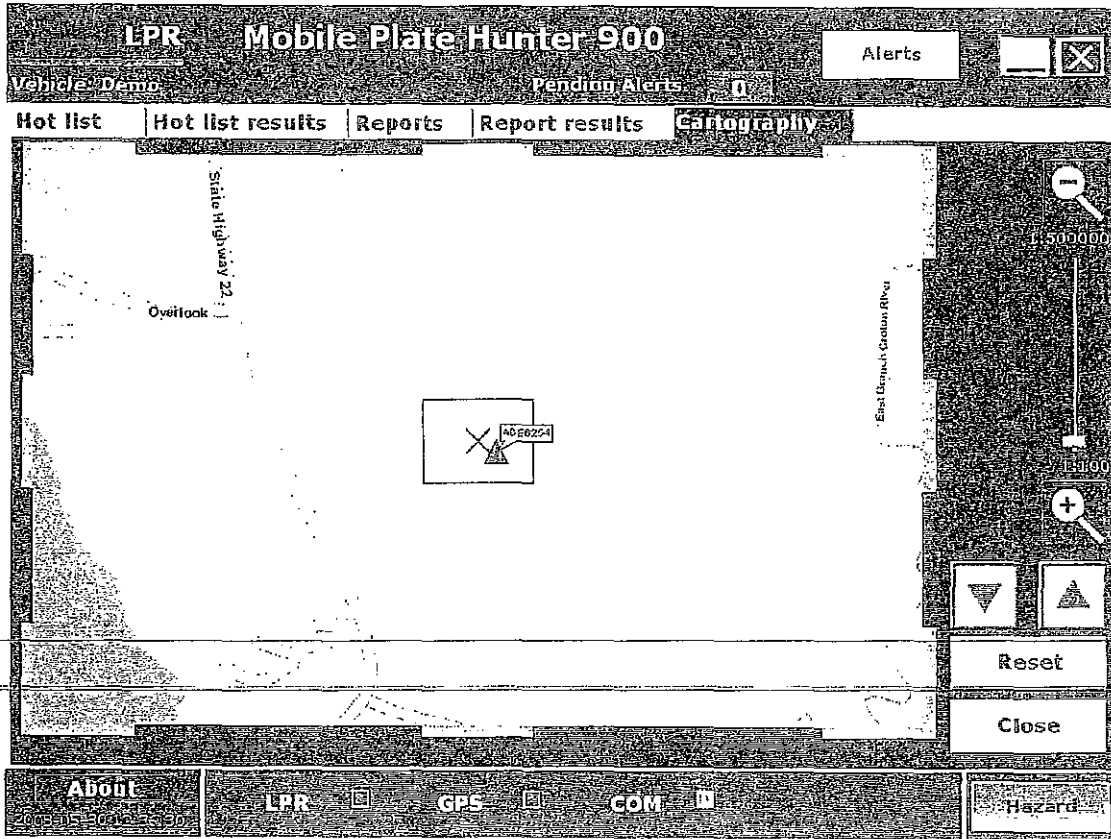 LPR Mobile Plate Hunter 900
Alerts
Vehicle: Demo
Pending Alerts 0
Hot list Hot list results Reports Report results Cartography
State Highway 22
Overlook
East Branch Croton River
1:500000
1:100
Reset
Close
About
LPR GPS COM
Hazard